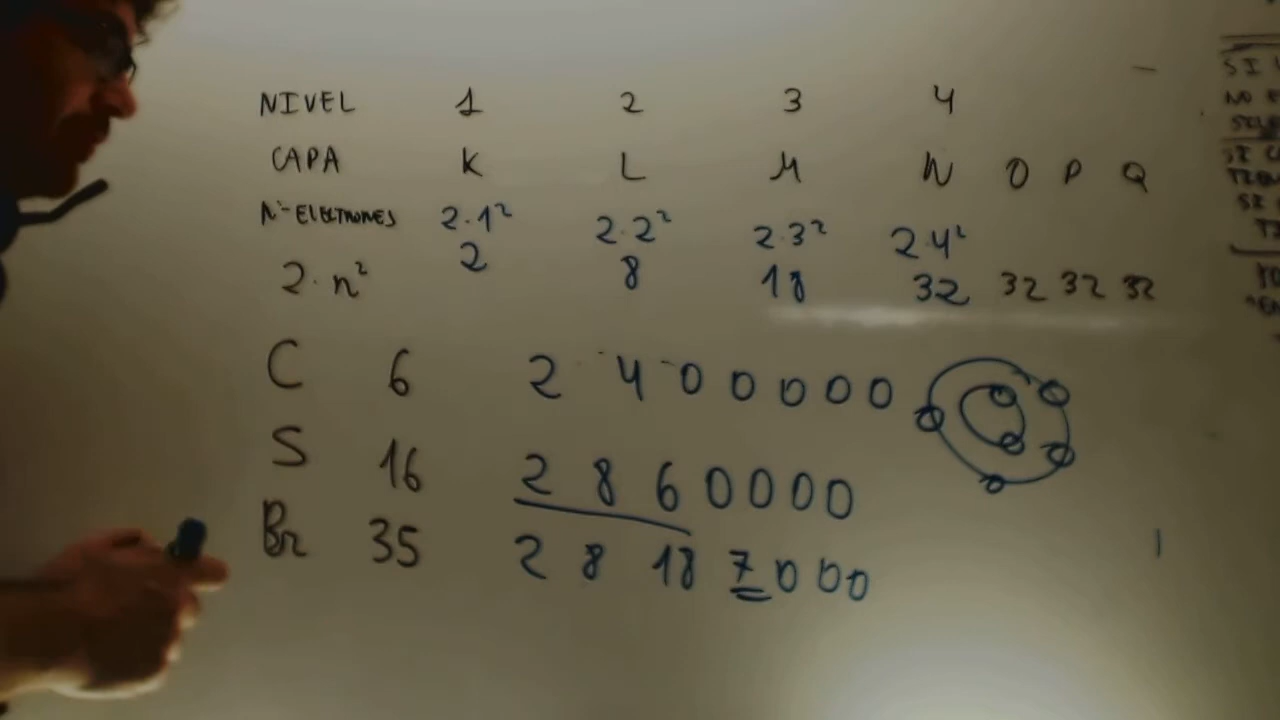 NIVEL 1 2 3 4
CAPA K L M N O P Q
Nº ELECTRONES 2·1² 2·2² 2·3² 2·4²
2·n² 2 8 18 32 32 32 32
C 6 2 4 0 0 0 0 0
S 16 2 8 6 0 0 0 0
Br 35 2 8 18 7 0 0 0
SI
NO